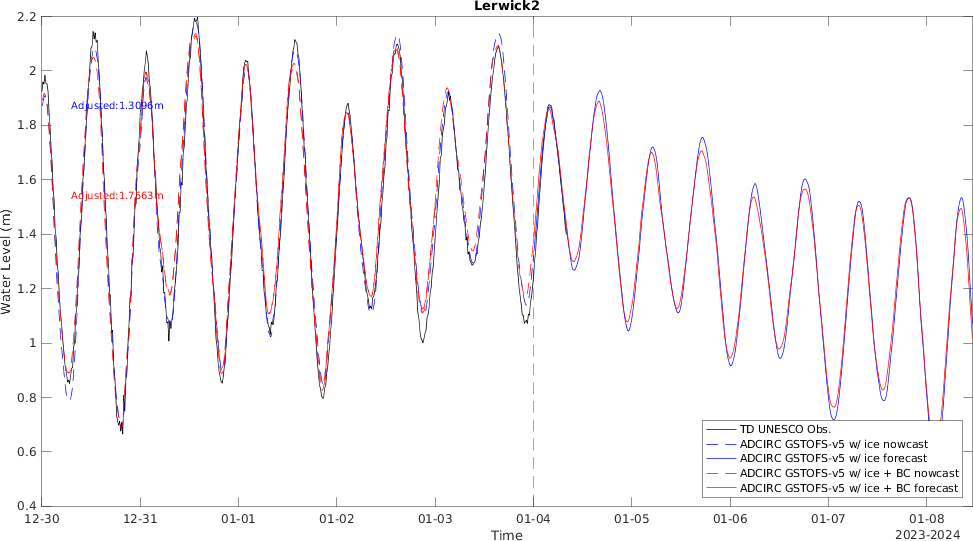 Lerwick2
2.2
2
1.8
1.6
1.4
1.2
1
0.8
0.6
0.4
Water Level (m)
Adjusted:1.3096m
Adjusted:1.7563m
TD UNESCO Obs.
ADCIRC GSTOFS-v5 w/ ice nowcast
ADCIRC GSTOFS-v5 w/ ice forecast
ADCIRC GSTOFS-v5 w/ ice + BC nowcast
ADCIRC GSTOFS-v5 w/ ice + BC forecast
12-30 12-31 01-01 01-02 01-03 01-04 01-05 01-06 01-07 01-08
Time
2023-2024